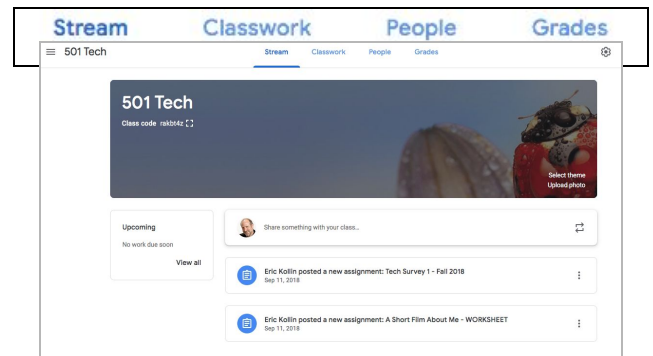 Stream Classwork People Grades
501 Tech Stream Classwork People Grades
501 Tech
Class code rakbt4z
Select theme
Upload photo
Upcoming
No work due soon
View all
Share something with your class...
Eric Kollin posted a new assignment: Tech Survey 1 - Fall 2018
Sep 11, 2018
Eric Kollin posted a new assignment: A Short Film About Me - WORKSHEET
Sep 11, 2018